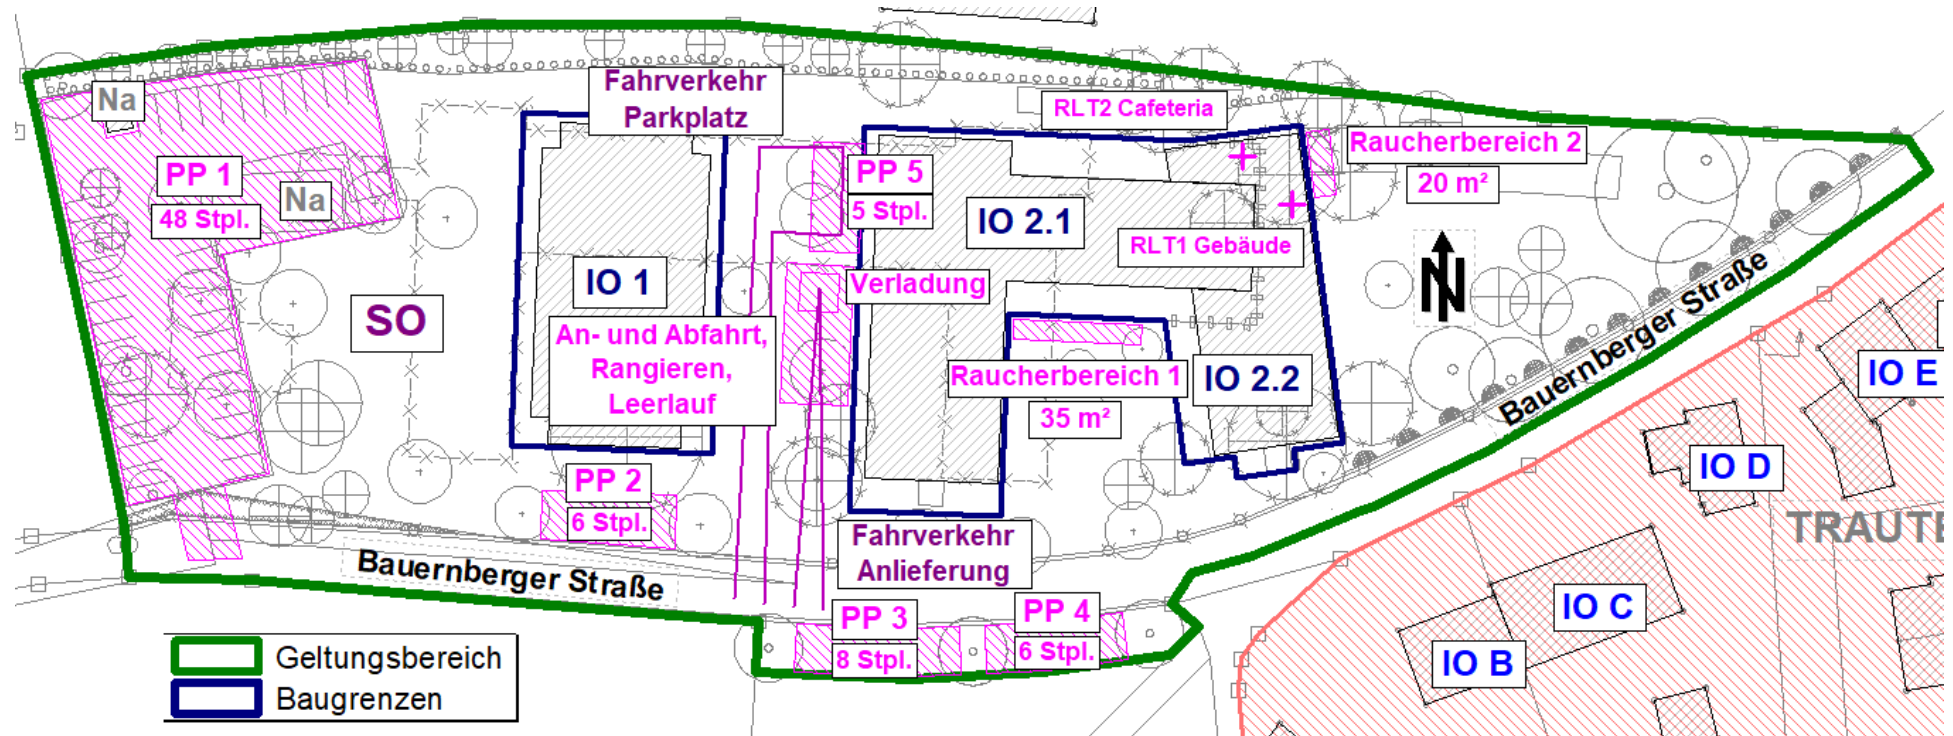 Na
Fahrverkehr
Parkplatz
RLT2 Cafeteria
Raucherbereich 2
20 m²
PP 1
48 Stpl.
Na
PP 5
5 Stpl.
IO 2.1
RLT1 Gebäude
IO 1
Verladung
SO
An- und Abfahrt,
Rangieren,
Leerlauf
Raucherbereich 1
35 m²
IO 2.2
N
Bauernberger Straße
IO E
IO D
PP 2
6 Stpl.
Fahrverkehr
Anlieferung
Bauernberger Straße
TRAUTE
PP 3
8 Stpl.
PP 4
6 Stpl.
IO C
IO B
Geltungsbereich
Baugrenzen